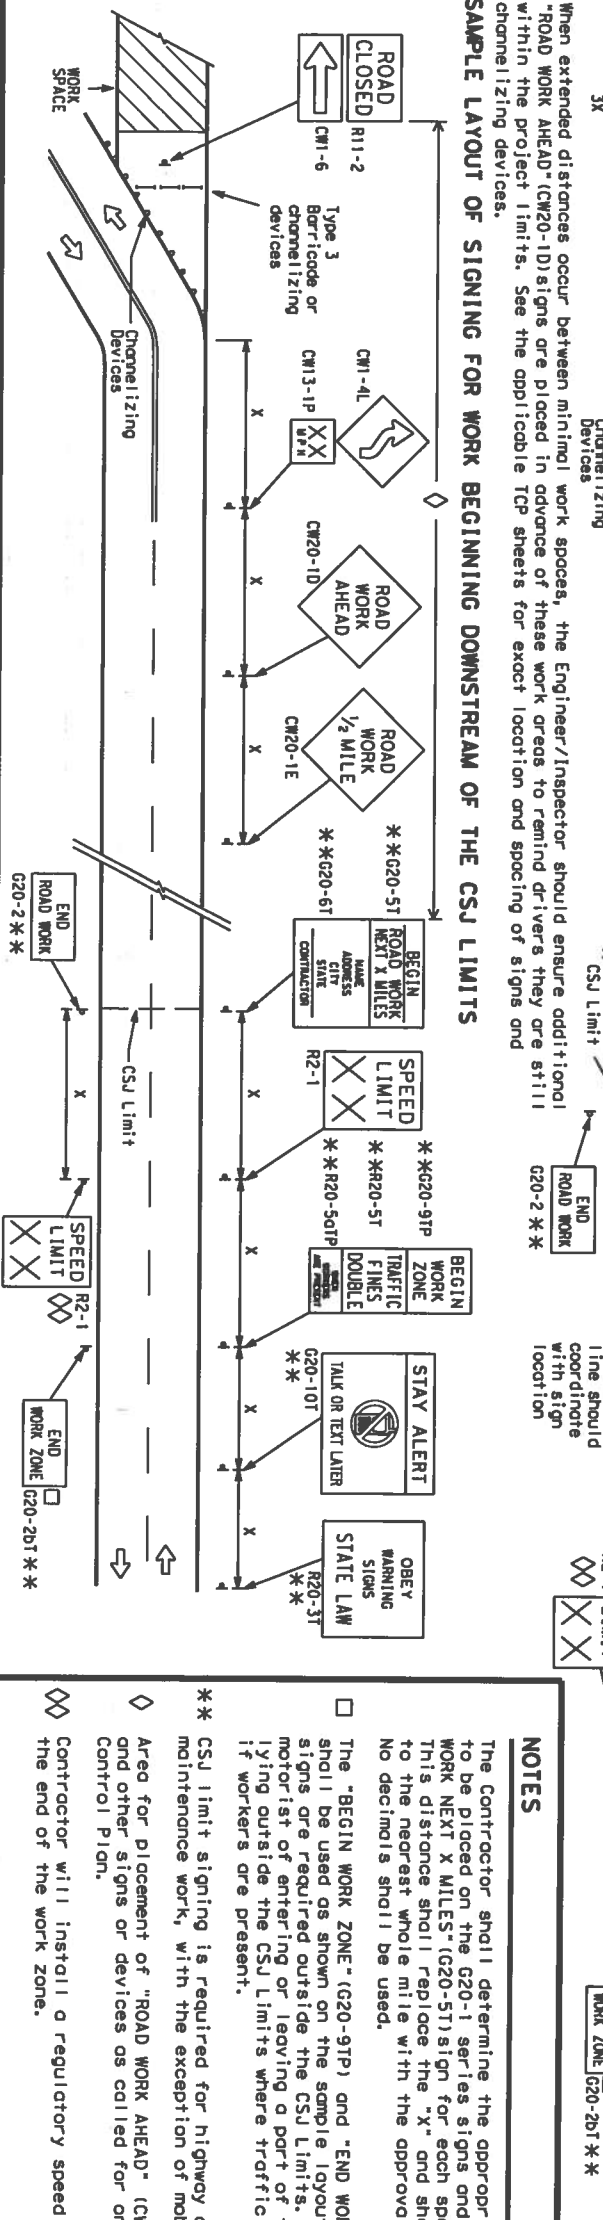 3X
Channelizing
Devices
When extended distances occur between minimal work spaces, the Engineer/Inspector should ensure additional
"ROAD WORK AHEAD" (CW20-1D) signs are placed in advance of these work areas to remind drivers they are still
within the project limits. See the applicable TCP sheets for exact location and spacing of signs and
channelizing devices.
CSJ Limit
END
ROAD WORK
G20-2 **
line should
coordinate
with sign
location
WORK ZONE
G20-2bT **
SAMPLE LAYOUT OF SIGNING FOR WORK BEGINNING DOWNSTREAM OF THE CSJ LIMITS
ROAD
CLOSED
R11-2
CW1-6
Type 3
Barricade or
channelizing
devices
WORK
SPACE
Channelizing
Devices
CW1-4L
XX
MPH
CW13-1P
ROAD
WORK
AHEAD
CW20-1D
ROAD
WORK
1/2 MILE
CW20-1E
**G20-5T
**G20-6T
BEGIN
ROAD WORK
NEXT X MILES
NAME
ADDRESS
CITY
STATE
CONTRACTOR
SPEED
LIMIT
XX
R2-1
**G20-9TP
**R20-5T
**R20-5aTP
BEGIN
WORK
ZONE
TRAFFIC
FINES
DOUBLE
WHEN
WORKERS
ARE PRESENT
STAY ALERT
TALK OR TEXT LATER
G20-10T
**
OBEY
WARNING
SIGNS
STATE LAW
R20-3T
**
X
X
X
X
X
X
X
END
ROAD WORK
G20-2 **
CSJ Limit
X
SPEED
LIMIT
XX
R2-1
END
WORK ZONE
G20-2bT **
XX
NOTES
The Contractor shall determine the appropr
to be placed on the G20-1 series signs and
WORK NEXT X MILES" (G20-5T) sign for each spe
This distance shall replace the "X" and sha
to the nearest whole mile with the approva
No decimals shall be used.
□ The "BEGIN WORK ZONE" (G20-9TP) and "END WOR
shall be used as shown on the sample layou
signs are required outside the CSJ Limits.
motorist of entering or leaving a part of
lying outside the CSJ Limits where traffic
if workers are present.
** CSJ limit signing is required for highway
maintenance work, with the exception of mob
◇ Area for placement of "ROAD WORK AHEAD" (CW
and other signs or devices as called for on
Control Plan.
◇◇ Contractor will install a regulatory speed
the end of the work zone.